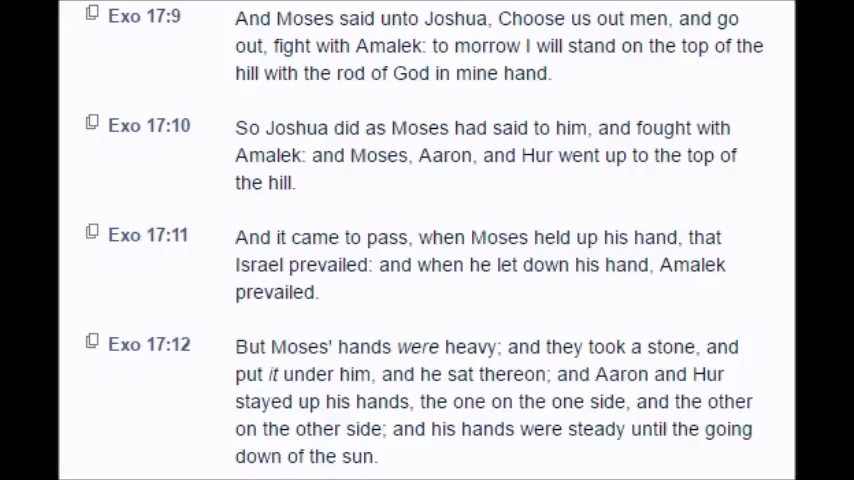 Exo 17:9 And Moses said unto Joshua, Choose us out men, and go
out, fight with Amalek: to morrow I will stand on the top of the
hill with the rod of God in mine hand.
Exo 17:10 So Joshua did as Moses had said to him, and fought with
Amalek: and Moses, Aaron, and Hur went up to the top of
the hill.
Exo 17:11 And it came to pass, when Moses held up his hand, that
Israel prevailed: and when he let down his hand, Amalek
prevailed.
Exo 17:12 But Moses' hands were heavy; and they took a stone, and
put it under him, and he sat thereon; and Aaron and Hur
stayed up his hands, the one on the one side, and the other
on the other side; and his hands were steady until the going
down of the sun.